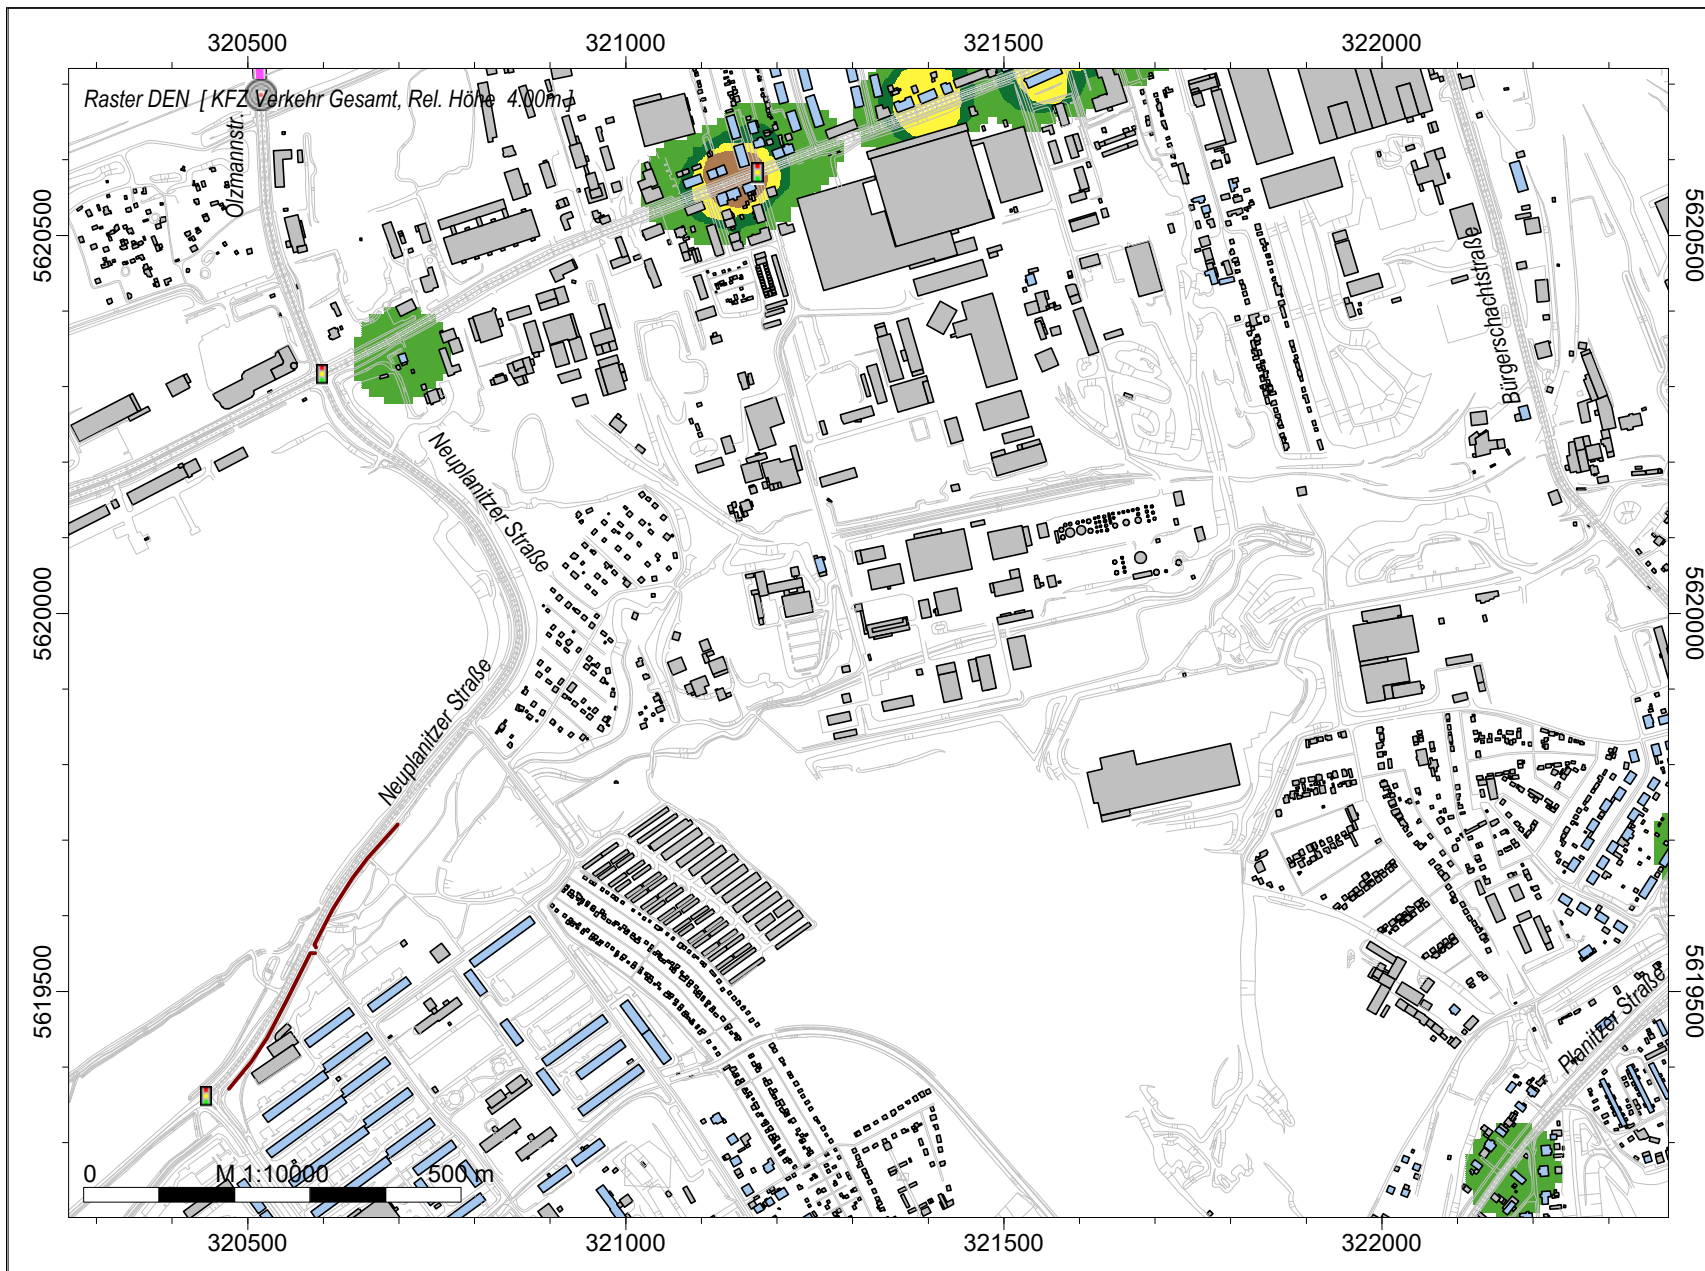 320500 321000 321500 322000
Raster DEN [ KFZ Verkehr Gesamt, Rel. Höhe 4.00m ]
Olzmannstr.
5620500
5620500
Bürgerschachtstraße
Neuplanitzer Straße
5620000
5620000
Neuplanitzer Straße
5619500
5619500
Planitzer Straße
0 M 1:10000 500 m
320500 321000 321500 322000